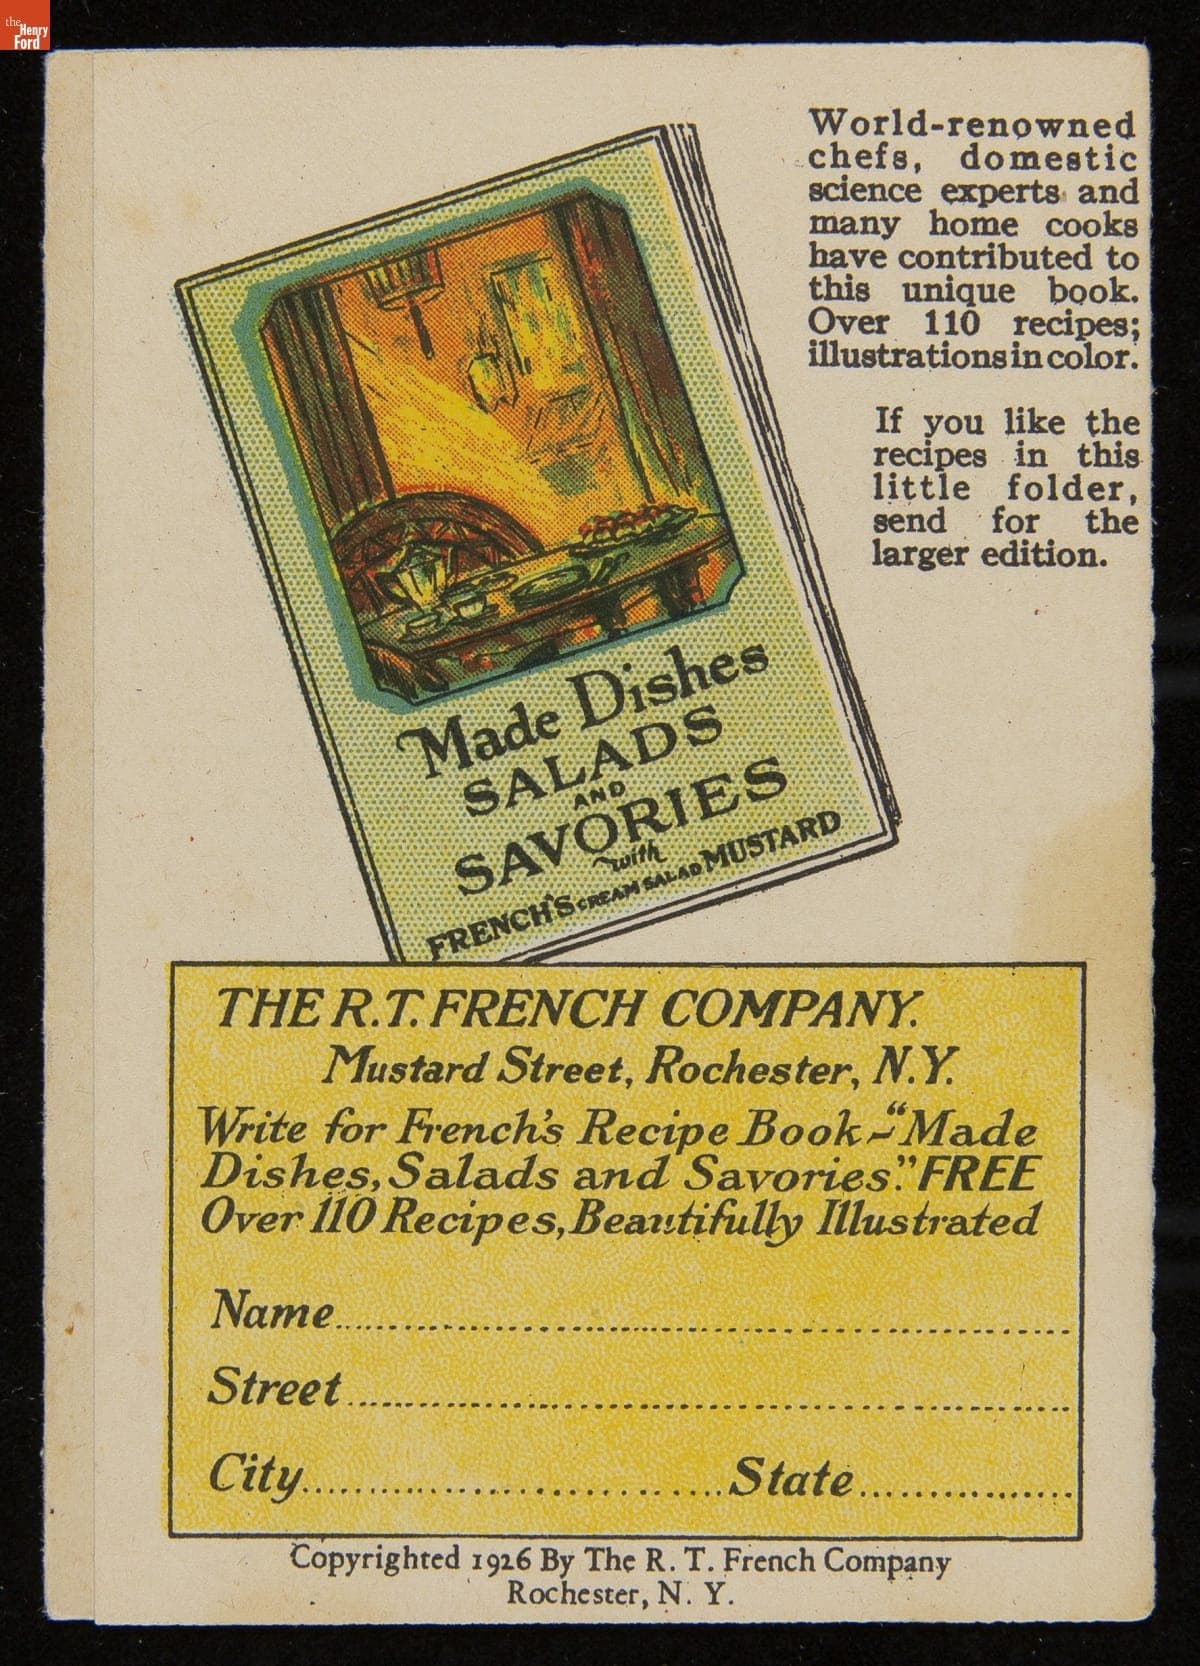 the
Henry
Ford
World-renowned
chefs, domestic
science experts and
many home cooks
have contributed to
this unique book.
Over 110 recipes;
illustrations in color.
If you like the
recipes in this
little folder,
send for the
larger edition.
Made Dishes
SALADS
AND
SAVORIES
with
FRENCH'S CREAM SALAD MUSTARD
THE R.T. FRENCH COMPANY.
Mustard Street, Rochester, N.Y.
Write for French's Recipe Book - "Made
Dishes, Salads and Savories." FREE
Over 110 Recipes, Beautifully Illustrated
Name
Street
City State
Copyrighted 1926 By The R. T. French Company
Rochester, N. Y.